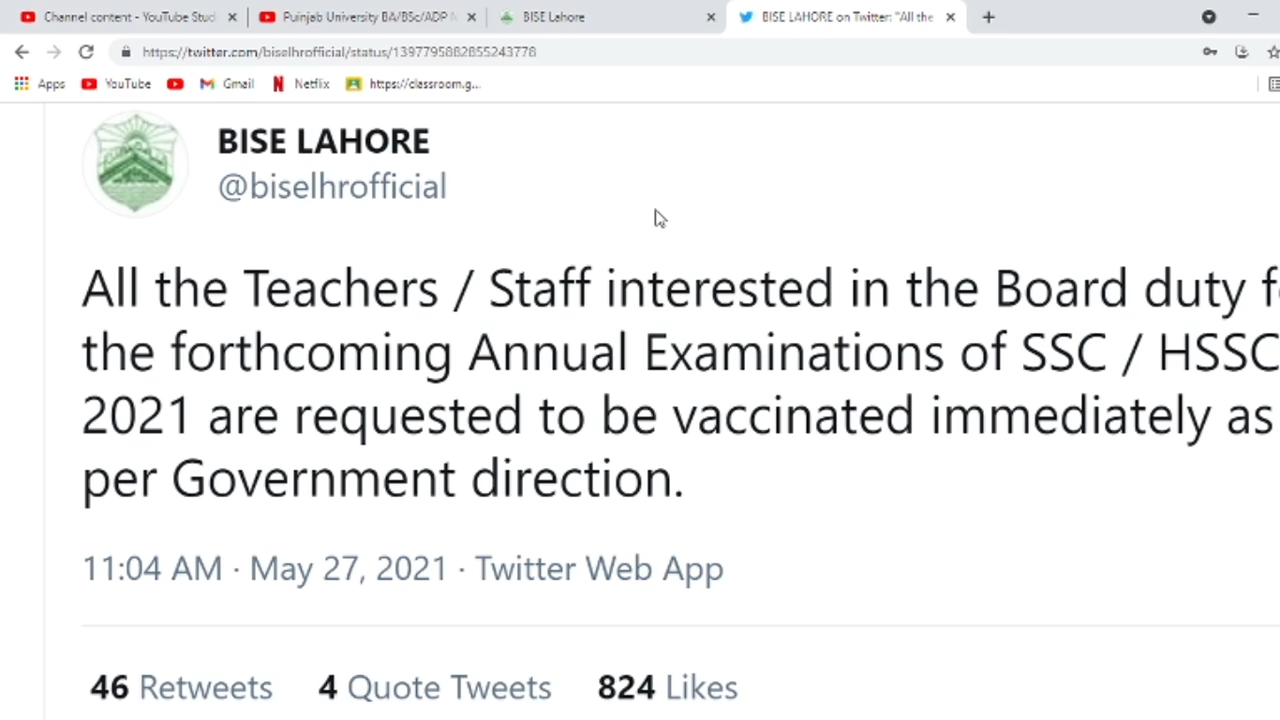 Channel content - YouTube Stud
Puinjab University BA/BSc/ADP
BISE Lahore
BISE LAHORE on Twitter: "All the
https://twitter.com/biselhrofficial/status/1397795882855243778
Apps YouTube Gmail Netflix https://classroom.g...
BISE LAHORE
@biselhrofficial
All the Teachers / Staff interested in the Board duty
the forthcoming Annual Examinations of SSC / HSSC
2021 are requested to be vaccinated immediately as
per Government direction.
11:04 AM · May 27, 2021 · Twitter Web App
46 Retweets 4 Quote Tweets 824 Likes